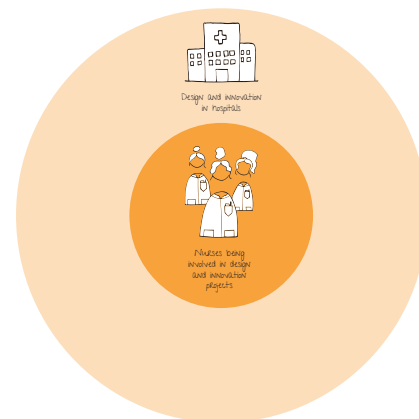 Design and innovation
in hospitals
Nurses being
involved in design
and innovation
projects